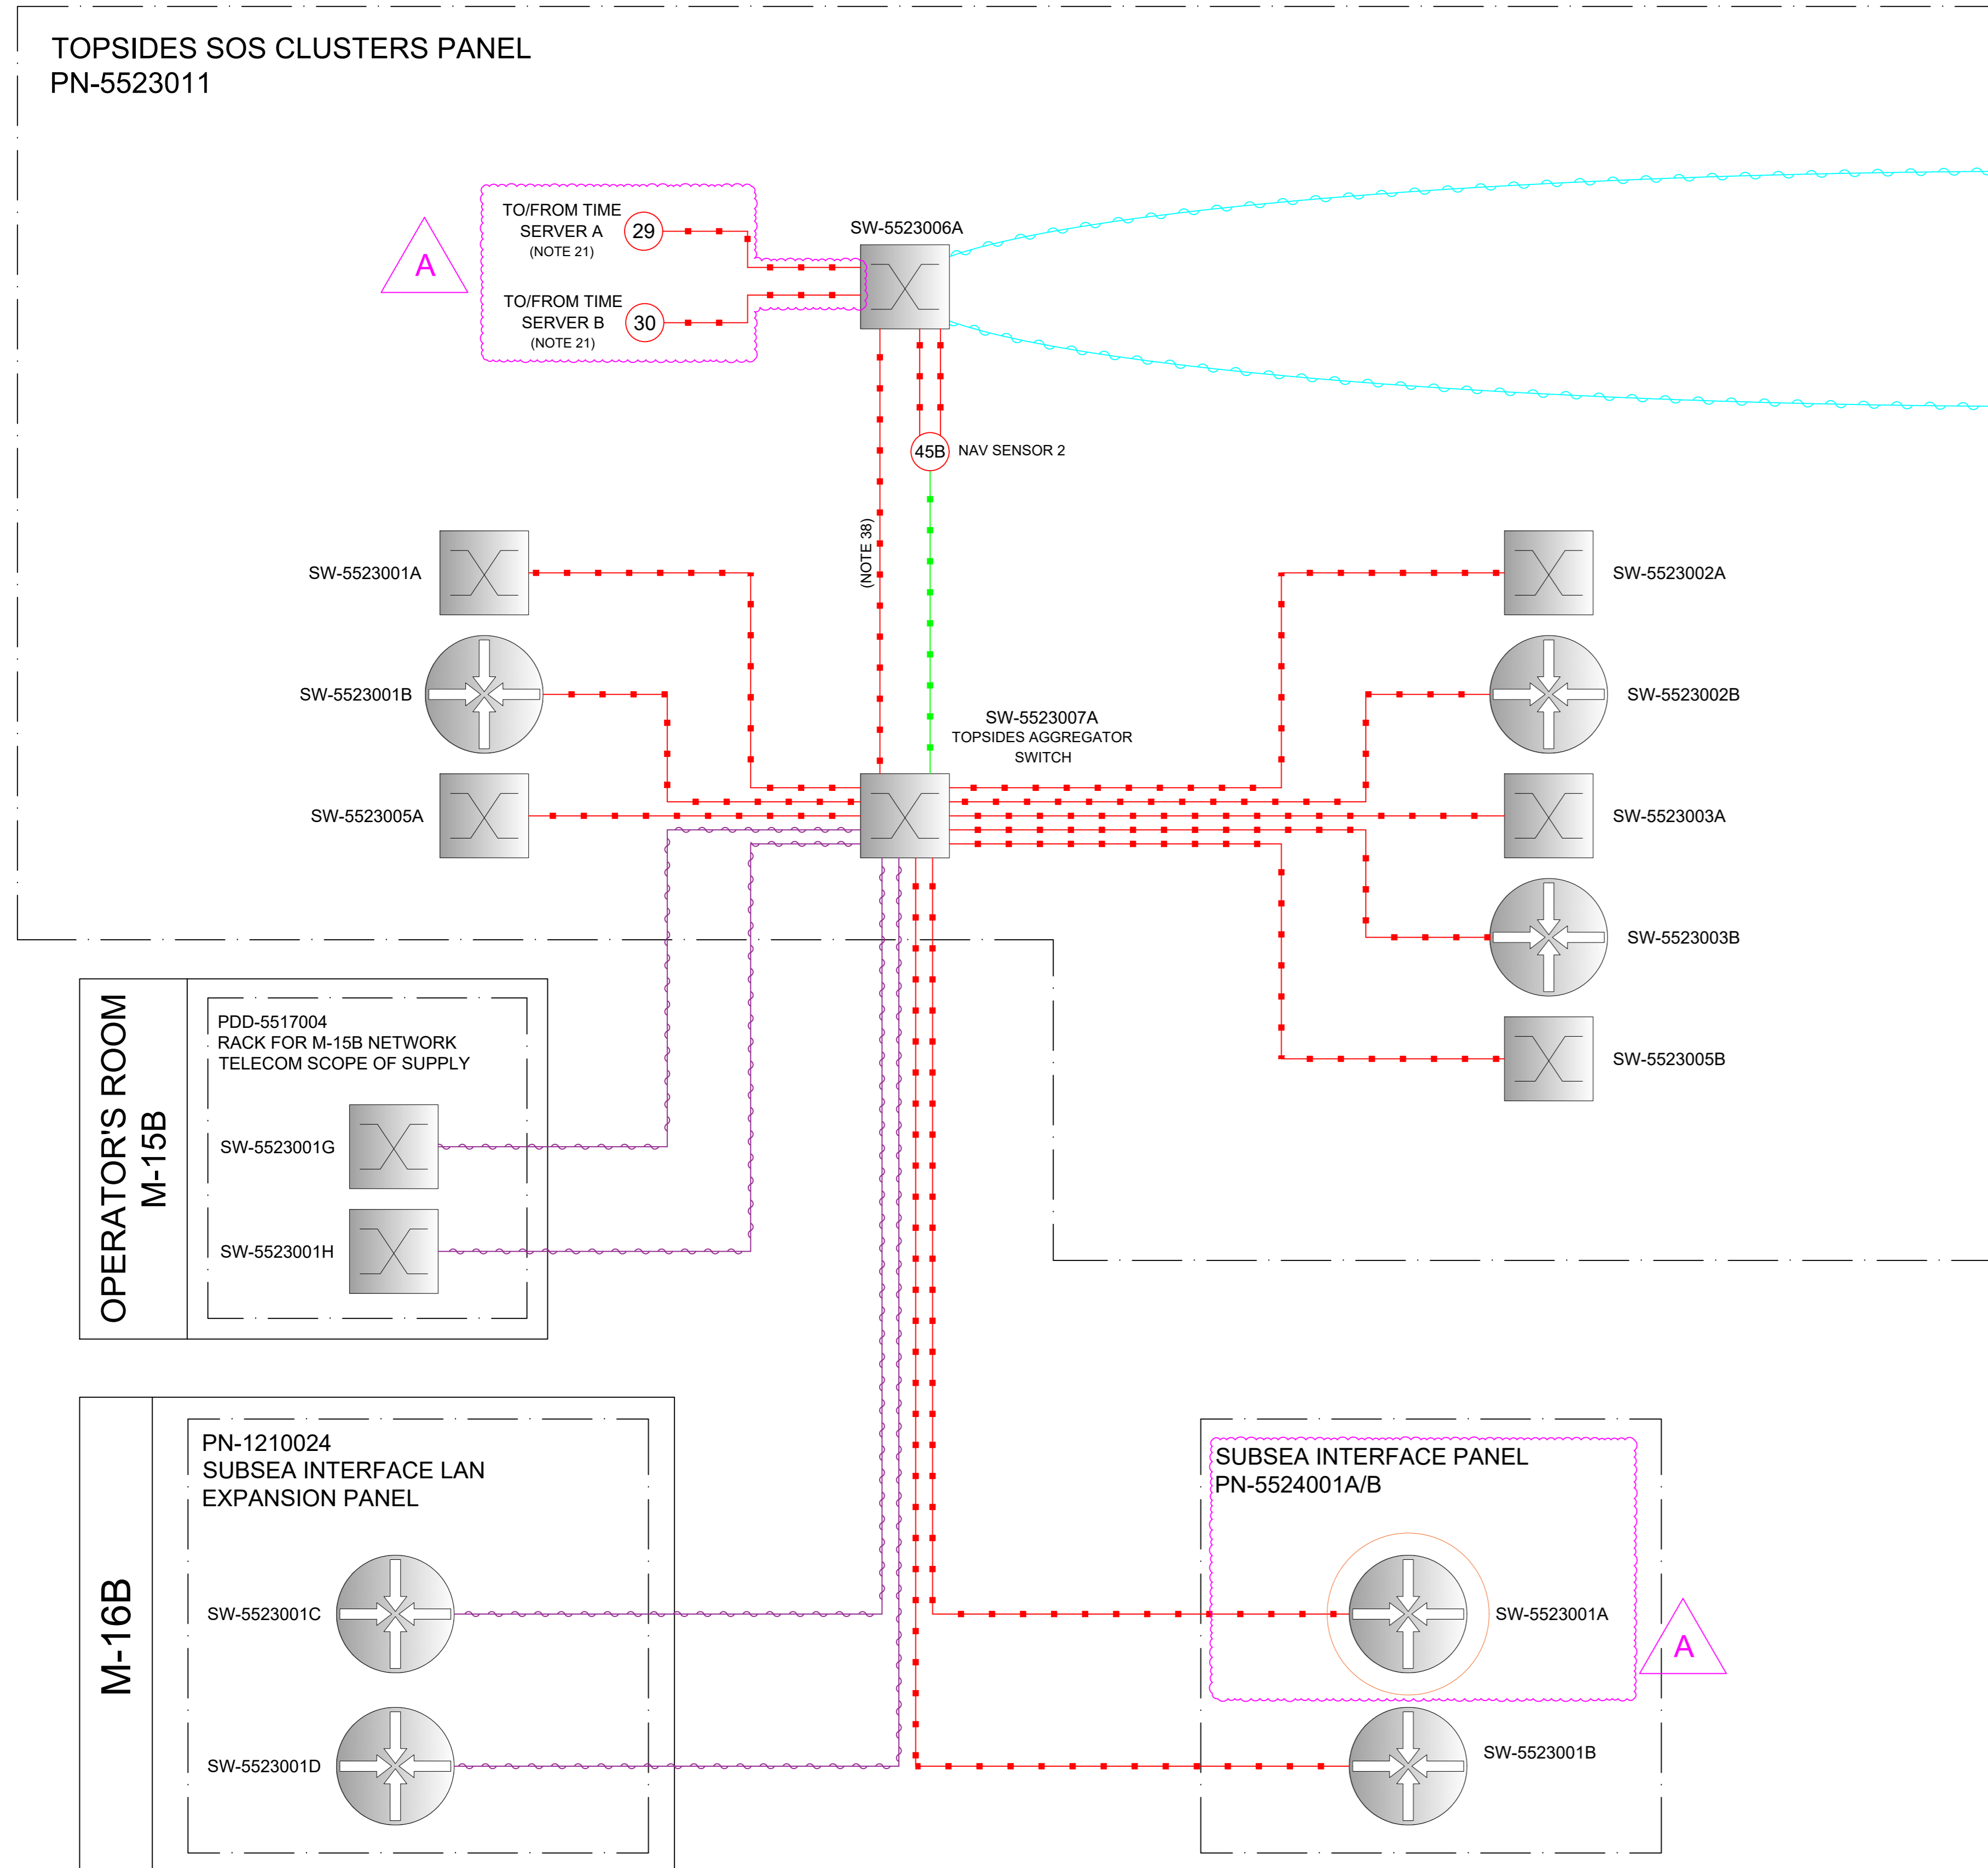 TOPSIDES SOS CLUSTERS PANEL
PN-5523011
TO/FROM TIME
SERVER A
(NOTE 21)
29
A
TO/FROM TIME
SERVER B
(NOTE 21)
30
SW-5523006A
45B
NAV SENSOR 2
(NOTE 38)
SW-5523001A
SW-5523001B
SW-5523005A
SW-5523007A
TOPSIDES AGGREGATOR
SWITCH
SW-5523002A
SW-5523002B
SW-5523003A
SW-5523003B
SW-5523005B
OPERATOR'S ROOM
M-15B
PDD-5517004
RACK FOR M-15B NETWORK
TELECOM SCOPE OF SUPPLY
SW-5523001G
SW-5523001H
M-16B
PN-1210024
SUBSEA INTERFACE LAN
EXPANSION PANEL
SW-5523001C
SW-5523001D
SUBSEA INTERFACE PANEL
PN-5524001A/B
SW-5523001A
A
SW-5523001B